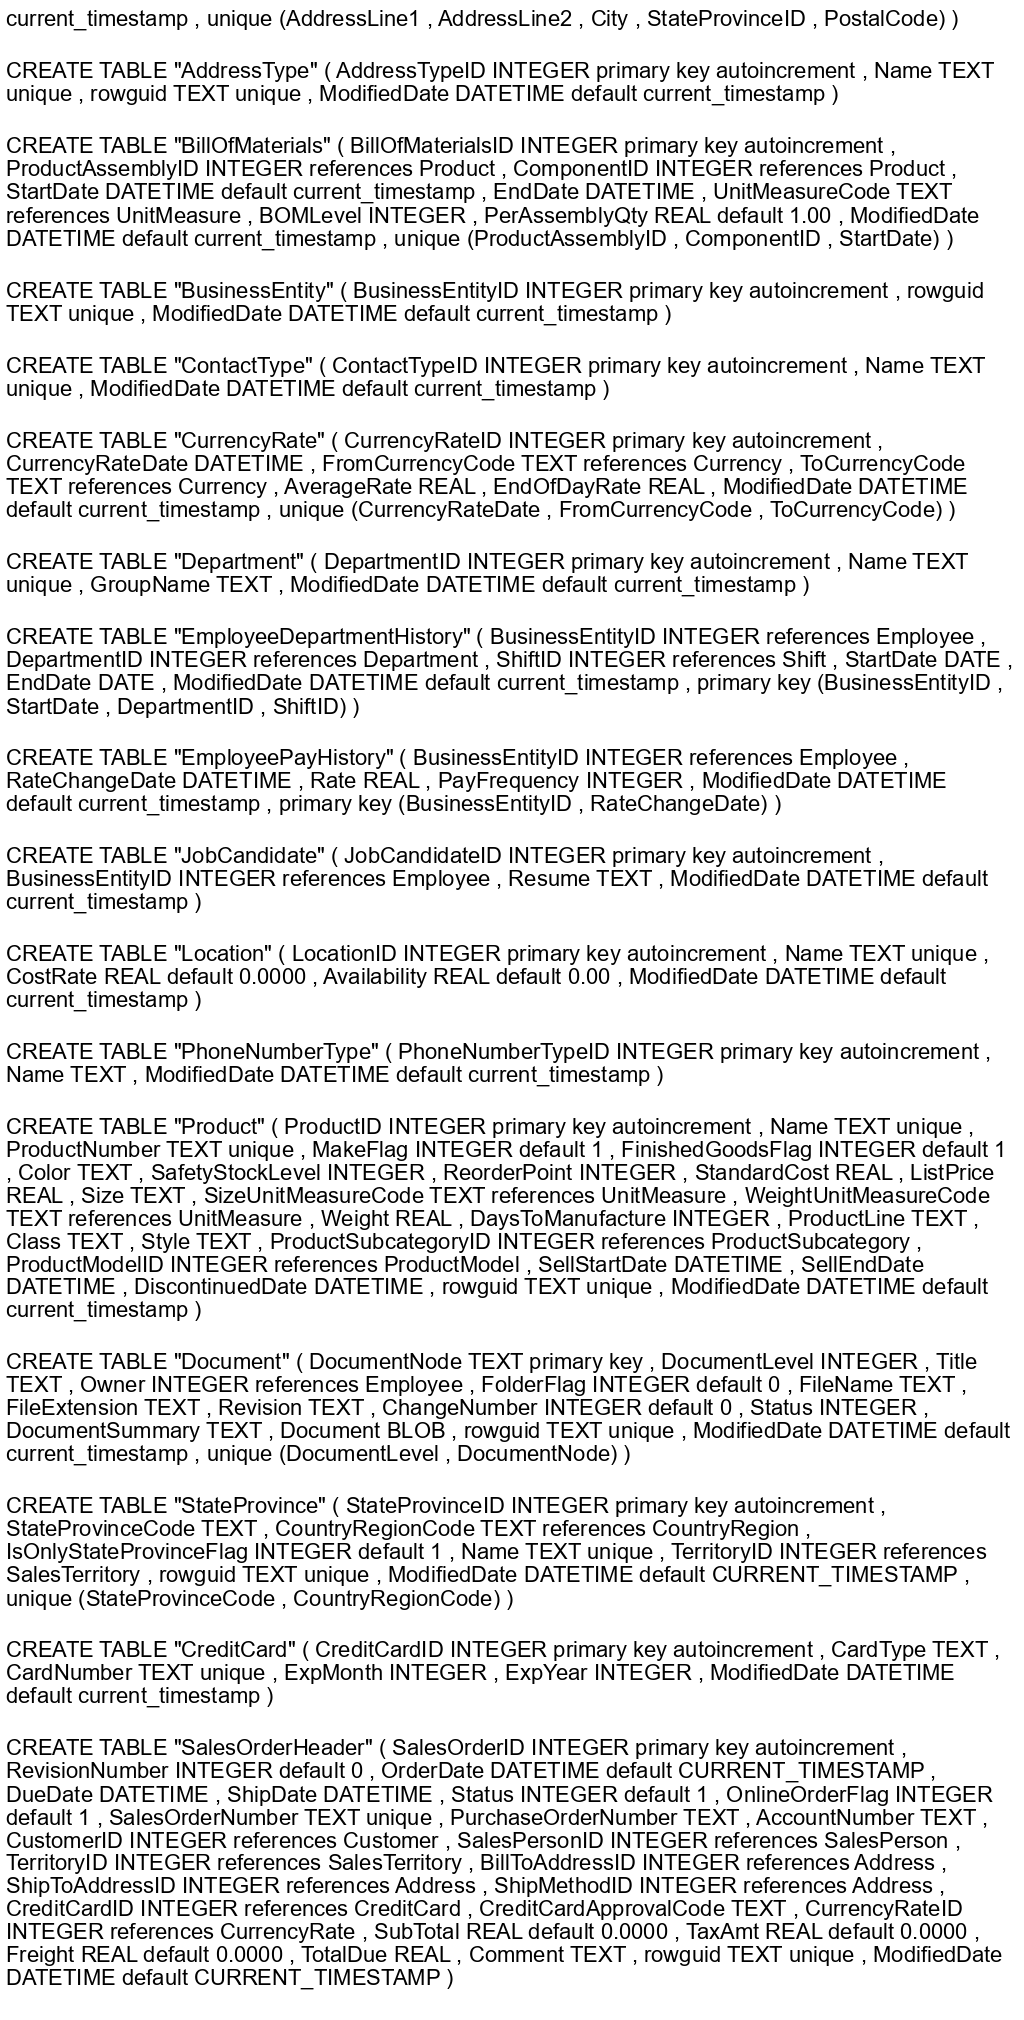 current_timestamp , unique (AddressLine1 , AddressLine2 , City , StateProvinceID , PostalCode) )
CREATE TABLE "AddressType" ( AddressTypeID INTEGER primary key autoincrement , Name TEXT
unique , rowguid TEXT unique , ModifiedDate DATETIME default current_timestamp )
CREATE TABLE "BillOfMaterials" ( BillOfMaterialsID INTEGER primary key autoincrement ,
ProductAssemblyID INTEGER references Product , ComponentID INTEGER references Product ,
StartDate DATETIME default current_timestamp , EndDate DATETIME , UnitMeasureCode TEXT
references UnitMeasure , BOMLevel INTEGER , PerAssemblyQty REAL default 1.00 , ModifiedDate
DATETIME default current_timestamp , unique (ProductAssemblyID , ComponentID , StartDate) )
CREATE TABLE "BusinessEntity" ( BusinessEntityID INTEGER primary key autoincrement , rowguid
TEXT unique , ModifiedDate DATETIME default current_timestamp )
CREATE TABLE "ContactType" ( ContactTypeID INTEGER primary key autoincrement , Name TEXT
unique , ModifiedDate DATETIME default current_timestamp )
CREATE TABLE "CurrencyRate" ( CurrencyRateID INTEGER primary key autoincrement ,
CurrencyRateDate DATETIME , FromCurrencyCode TEXT references Currency , ToCurrencyCode
TEXT references Currency , AverageRate REAL , EndOfDayRate REAL , ModifiedDate DATETIME
default current_timestamp , unique (CurrencyRateDate , FromCurrencyCode , ToCurrencyCode) )
CREATE TABLE "Department" ( DepartmentID INTEGER primary key autoincrement , Name TEXT
unique , GroupName TEXT , ModifiedDate DATETIME default current_timestamp )
CREATE TABLE "EmployeeDepartmentHistory" ( BusinessEntityID INTEGER references Employee ,
DepartmentID INTEGER references Department , ShiftID INTEGER references Shift , StartDate DATE ,
EndDate DATE , ModifiedDate DATETIME default current_timestamp , primary key (BusinessEntityID ,
StartDate , DepartmentID , ShiftID) )
CREATE TABLE "EmployeePayHistory" ( BusinessEntityID INTEGER references Employee ,
RateChangeDate DATETIME , Rate REAL , PayFrequency INTEGER , ModifiedDate DATETIME
default current_timestamp , primary key (BusinessEntityID , RateChangeDate) )
CREATE TABLE "JobCandidate" ( JobCandidateID INTEGER primary key autoincrement ,
BusinessEntityID INTEGER references Employee , Resume TEXT , ModifiedDate DATETIME default
current_timestamp )
CREATE TABLE "Location" ( LocationID INTEGER primary key autoincrement , Name TEXT unique ,
CostRate REAL default 0.0000 , Availability REAL default 0.00 , ModifiedDate DATETIME default
current_timestamp )
CREATE TABLE "PhoneNumberType" ( PhoneNumberTypeID INTEGER primary key autoincrement ,
Name TEXT , ModifiedDate DATETIME default current_timestamp )
CREATE TABLE "Product" ( ProductID INTEGER primary key autoincrement , Name TEXT unique ,
ProductNumber TEXT unique , MakeFlag INTEGER default 1 , FinishedGoodsFlag INTEGER default 1
, Color TEXT , SafetyStockLevel INTEGER , ReorderPoint INTEGER , StandardCost REAL , ListPrice
REAL , Size TEXT , SizeUnitMeasureCode TEXT references UnitMeasure , WeightUnitMeasureCode
TEXT references UnitMeasure , Weight REAL , DaysToManufacture INTEGER , ProductLine TEXT ,
Class TEXT , Style TEXT , ProductSubcategoryID INTEGER references ProductSubcategory ,
ProductModelID INTEGER references ProductModel , SellStartDate DATETIME , SellEndDate
DATETIME , DiscontinuedDate DATETIME , rowguid TEXT unique , ModifiedDate DATETIME default
current_timestamp )
CREATE TABLE "Document" ( DocumentNode TEXT primary key , DocumentLevel INTEGER , Title
TEXT , Owner INTEGER references Employee , FolderFlag INTEGER default 0 , FileName TEXT ,
FileExtension TEXT , Revision TEXT , ChangeNumber INTEGER default 0 , Status INTEGER ,
DocumentSummary TEXT , Document BLOB , rowguid TEXT unique , ModifiedDate DATETIME default
current_timestamp , unique (DocumentLevel , DocumentNode) )
CREATE TABLE "StateProvince" ( StateProvinceID INTEGER primary key autoincrement ,
StateProvinceCode TEXT , CountryRegionCode TEXT references CountryRegion ,
IsOnlyStateProvinceFlag INTEGER default 1 , Name TEXT unique , TerritoryID INTEGER references
SalesTerritory , rowguid TEXT unique , ModifiedDate DATETIME default CURRENT_TIMESTAMP ,
unique (StateProvinceCode , CountryRegionCode) )
CREATE TABLE "CreditCard" ( CreditCardID INTEGER primary key autoincrement , CardType TEXT ,
CardNumber TEXT unique , ExpMonth INTEGER , ExpYear INTEGER , ModifiedDate DATETIME
default current_timestamp )
CREATE TABLE "SalesOrderHeader" ( SalesOrderID INTEGER primary key autoincrement ,
RevisionNumber INTEGER default 0 , OrderDate DATETIME default CURRENT_TIMESTAMP ,
DueDate DATETIME , ShipDate DATETIME , Status INTEGER default 1 , OnlineOrderFlag INTEGER
default 1 , SalesOrderNumber TEXT unique , PurchaseOrderNumber TEXT , AccountNumber TEXT ,
CustomerID INTEGER references Customer , SalesPersonID INTEGER references SalesPerson ,
TerritoryID INTEGER references SalesTerritory , BillToAddressID INTEGER references Address ,
ShipToAddressID INTEGER references Address , ShipMethodID INTEGER references Address ,
CreditCardID INTEGER references CreditCard , CreditCardApprovalCode TEXT , CurrencyRateID
INTEGER references CurrencyRate , SubTotal REAL default 0.0000 , TaxAmt REAL default 0.0000 ,
Freight REAL default 0.0000 , TotalDue REAL , Comment TEXT , rowguid TEXT unique , ModifiedDate
DATETIME default CURRENT_TIMESTAMP )